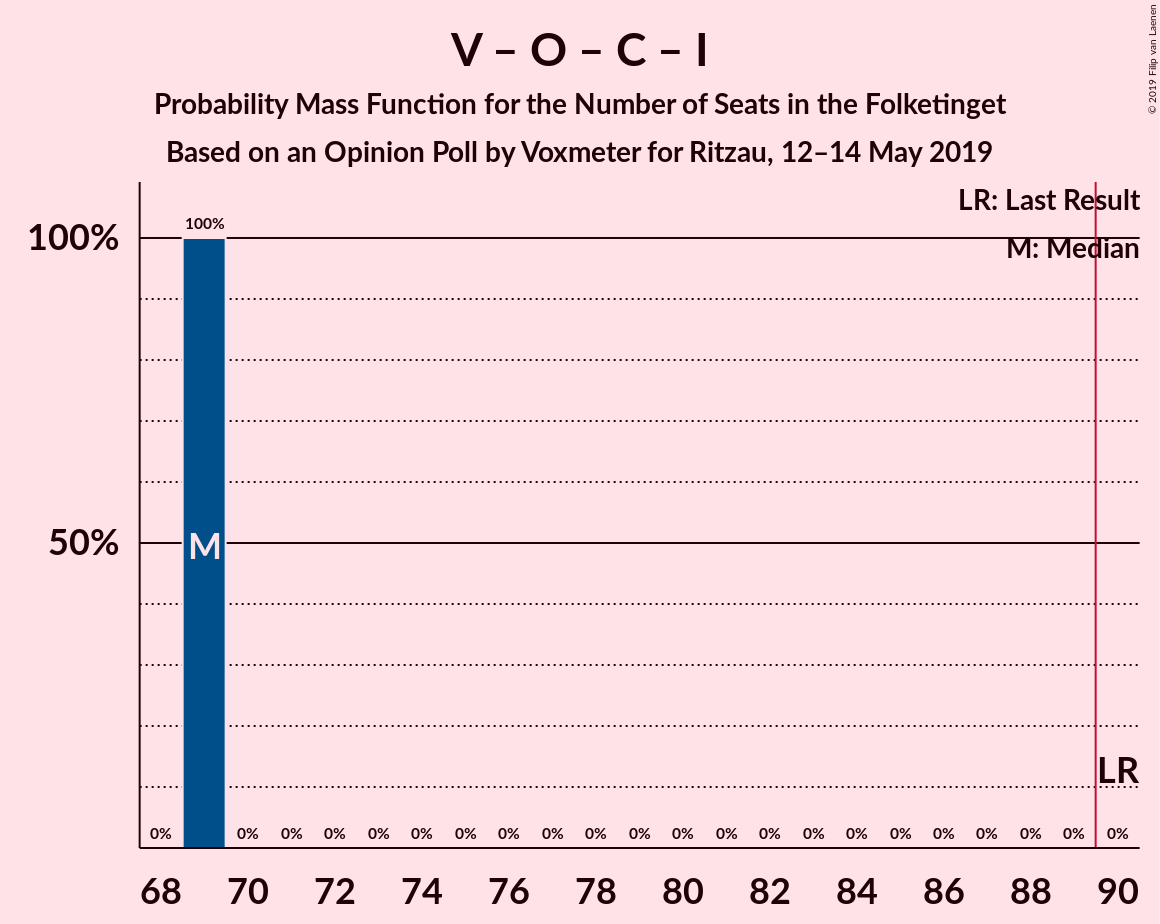 V – O – C – I
Probability Mass Function for the Number of Seats in the Folketinget
Based on an Opinion Poll by Voxmeter for Ritzau, 12–14 May 2019
© 2019 Filip van Laenen
LR: Last Result
M: Median
100%
100%
50%
M
LR
0% 0% 0% 0% 0% 0% 0% 0% 0% 0% 0% 0% 0% 0% 0% 0% 0% 0% 0% 0% 0% 0%
68 70 72 74 76 78 80 82 84 86 88 90